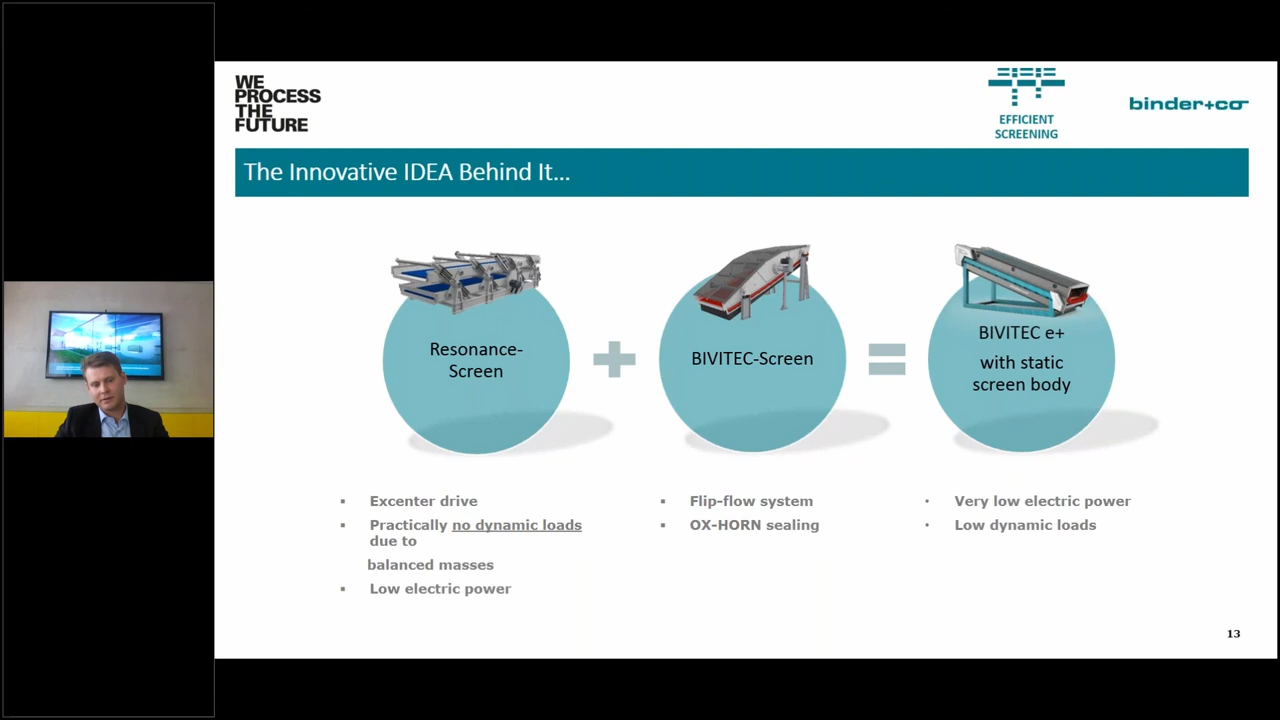 WE
PROCESS
THE
FUTURE
EFFICIENT
SCREENING
binder+co
The Innovative IDEA Behind It...
Resonance-
Screen
BIVITEC-Screen
BIVITEC e+
with static
screen body
▪ Excenter drive
▪ Practically no dynamic loads
due to
balanced masses
▪ Low electric power
▪ Flip-flow system
▪ OX-HORN sealing
• Very low electric power
• Low dynamic loads
13